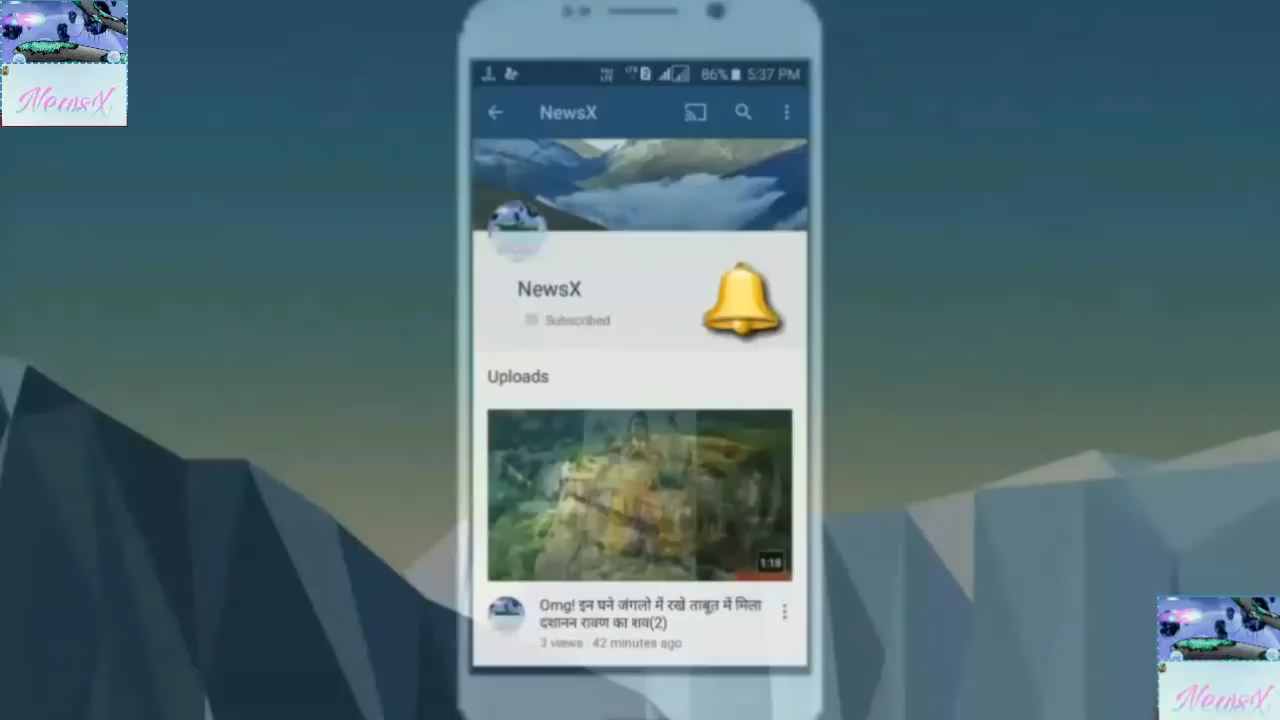 NewsX
86% 5:37 PM
NewsX
NewsX
Subscribed
Uploads
1:18
Omg! इन घने जंगलो में रखे ताबूत में मिला
दशानन रावण का शव(2)
3 views 42 minutes ago
NewsX